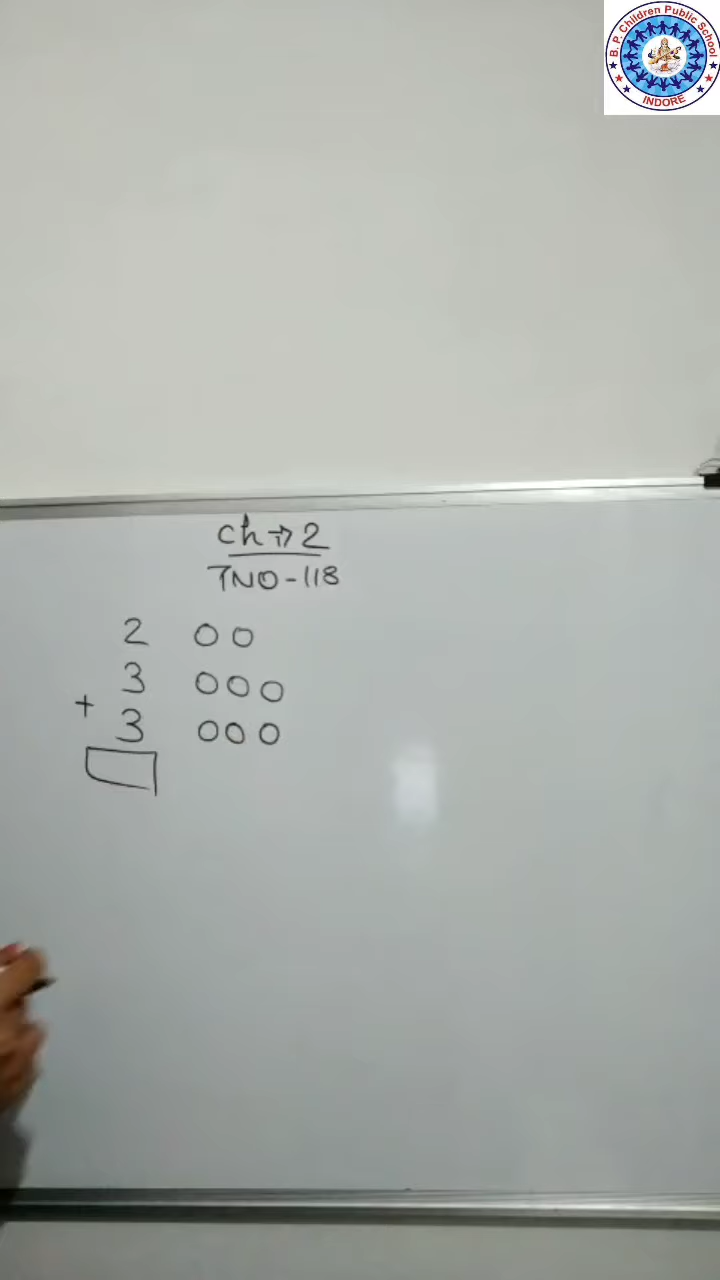 B. P. Children Public School
INDORE
Ch → 2
TNO-118
2 00
3 000
+
3 000